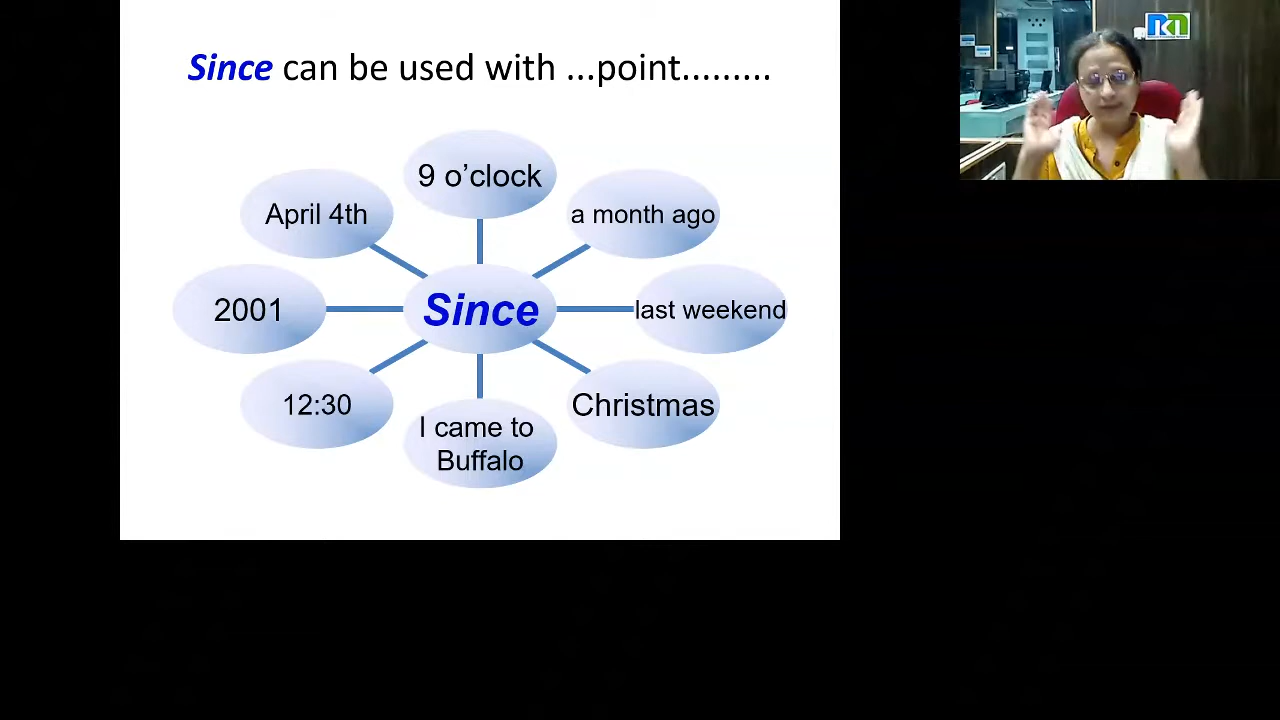 Since can be used with ...point.........
9 o’clock
April 4th
a month ago
2001
Since
last weekend
12:30
Christmas
I came to
Buffalo